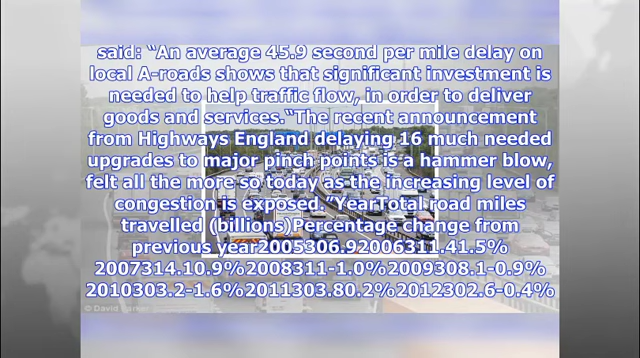 said: “An average 45.9 second per mile delay on
local A-roads shows that significant investment is
needed to help traffic flow, in order to deliver
goods and services.“The recent announcement
from Highways England delaying 16 much needed
upgrades to major pinch points is a hammer blow,
felt all the more so today as the increasing level of
congestion is exposed.”YearTotal road miles
travelled (billions)Percentage change from
previous year2005306.92006311.41.5%
2007314.10.9%2008311-1.0%2009308.1-0.9%
2010303.2-1.6%2011303.80.2%2012302.6-0.4%
© David